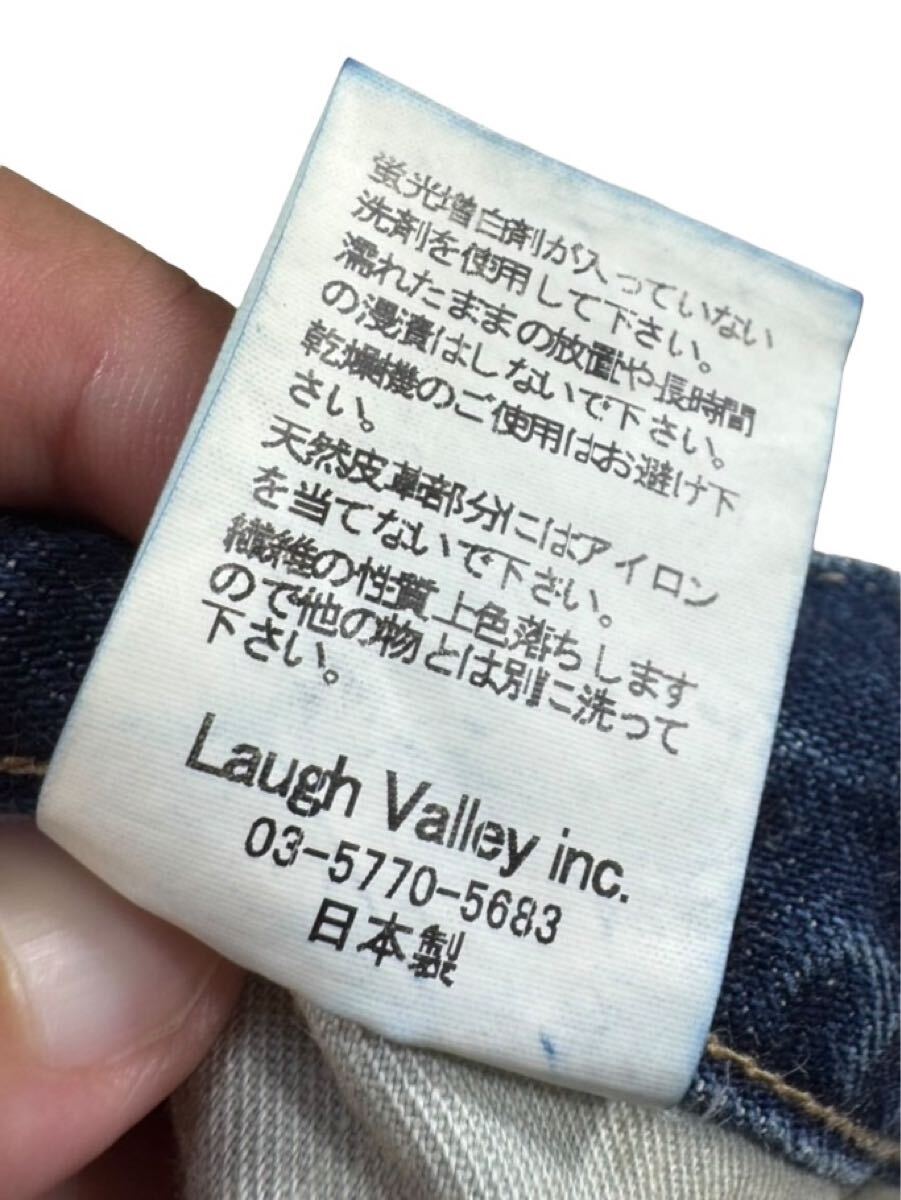 蛍光増白剤が入っていない
洗剤を使用して下さい。
濡れたままの放置や長時間
の浸漬はしないで下さい。
乾燥機のご使用はお避け下
さい。
天然皮革部分にはアイロン
を当てないで下さい。
繊維の性質上色落ちします
ので他の物とは別に洗って
下さい。
Laugh Valley inc.
03-5770-5683
日本製